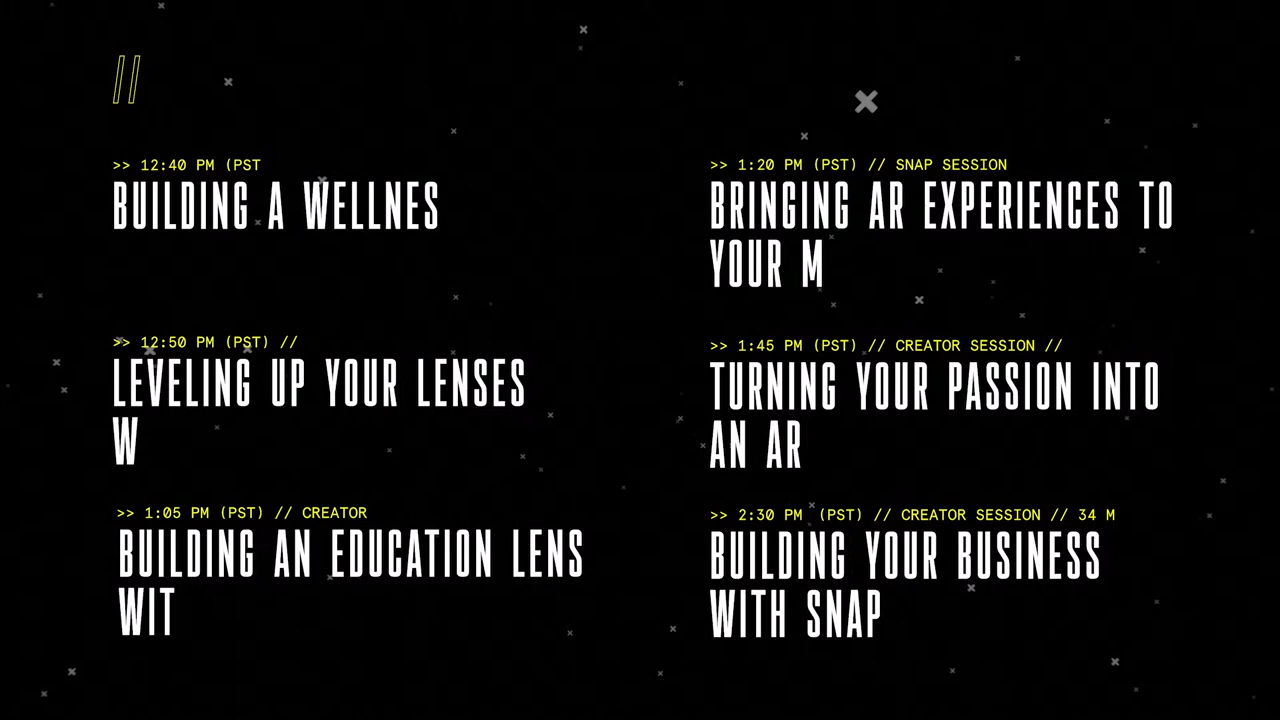 //
>> 12:40 PM (PST
BUILDING A WELLNES
>> 12:50 PM (PST) //
LEVELING UP YOUR LENSES
W
>> 1:05 PM (PST) // CREATOR
BUILDING AN EDUCATION LENS
WIT
>> 1:20 PM (PST) // SNAP SESSION
BRINGING AR EXPERIENCES TO
YOUR M
>> 1:45 PM (PST) // CREATOR SESSION //
TURNING YOUR PASSION INTO
AN AR
>> 2:30 PM (PST) // CREATOR SESSION // 34 M
BUILDING YOUR BUSINESS
WITH SNAP